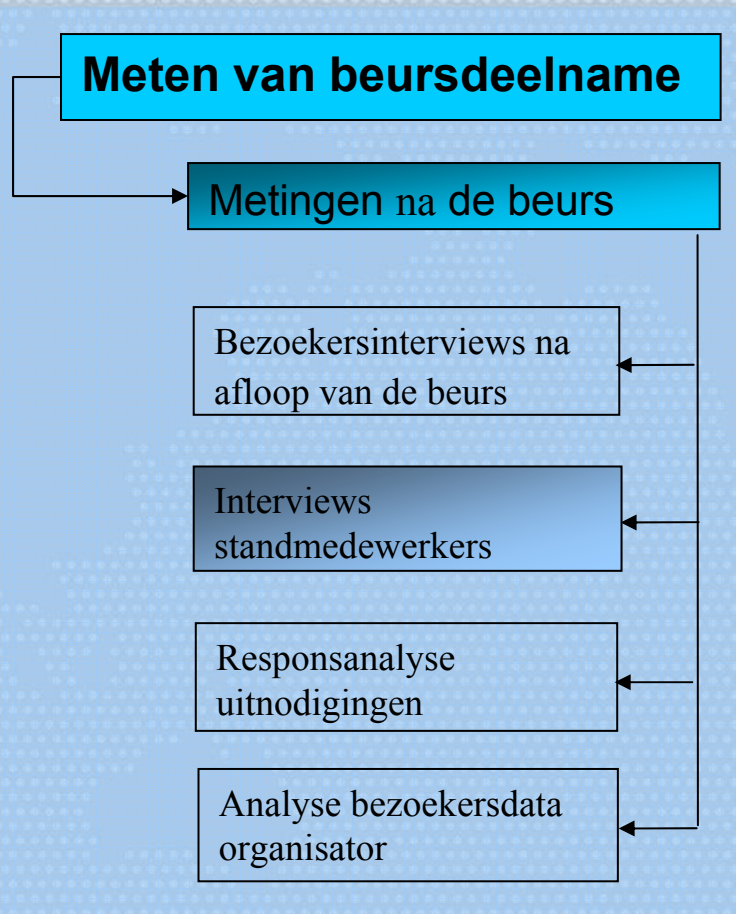 Meten van beursdeelname
Metingen na de beurs
Bezoekersinterviews na
afloop van de beurs
Interviews
standmedewerkers
Responsanalyse
uitnodigingen
Analyse bezoekersdata
organisator